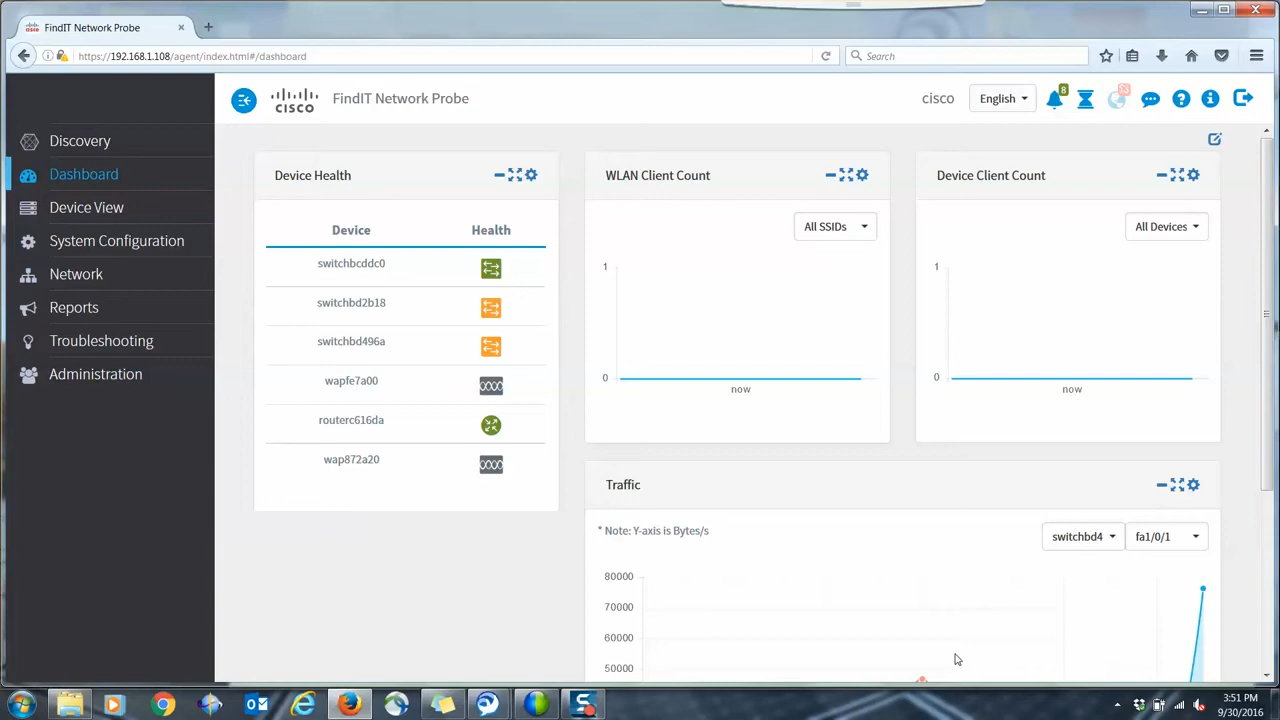 FindIT Network Probe
https://192.168.1.108/agent/index.html#/dashboard
Search
CISCO
FindIT Network Probe
cisco
English
8
Discovery
Dashboard
Device View
System Configuration
Network
Reports
Troubleshooting
Administration
Device Health
Device Health
switchbcddc0
switchbd2b18
switchbd496a
wapfe7a00
routerc616da
wap872a20
WLAN Client Count
All SSIDs
1
0
now
Device Client Count
All Devices
1
0
now
Traffic
* Note: Y-axis is Bytes/s
switchbd4
fa1/0/1
80000
70000
60000
50000
3:51 PM
9/30/2016